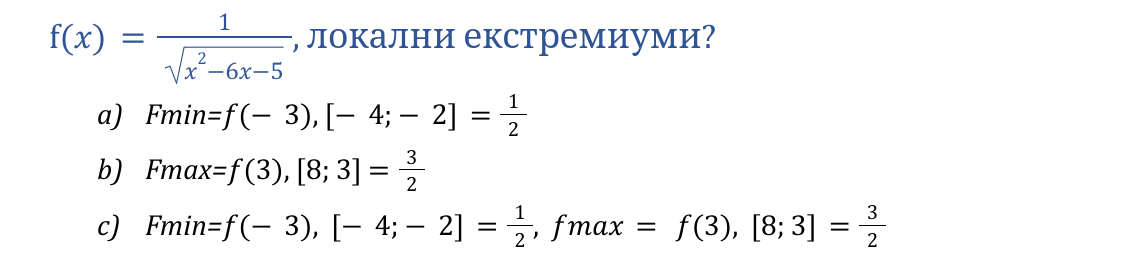 f(x) = 1/√(x²−6x−5), локални екстремиуми?
a) Fmin=f(− 3), [− 4; − 2] = 1/2
b) Fmax=f(3), [8; 3] = 3/2
c) Fmin=f(− 3), [− 4; − 2] = 1/2, fmax = f(3), [8; 3] = 3/2